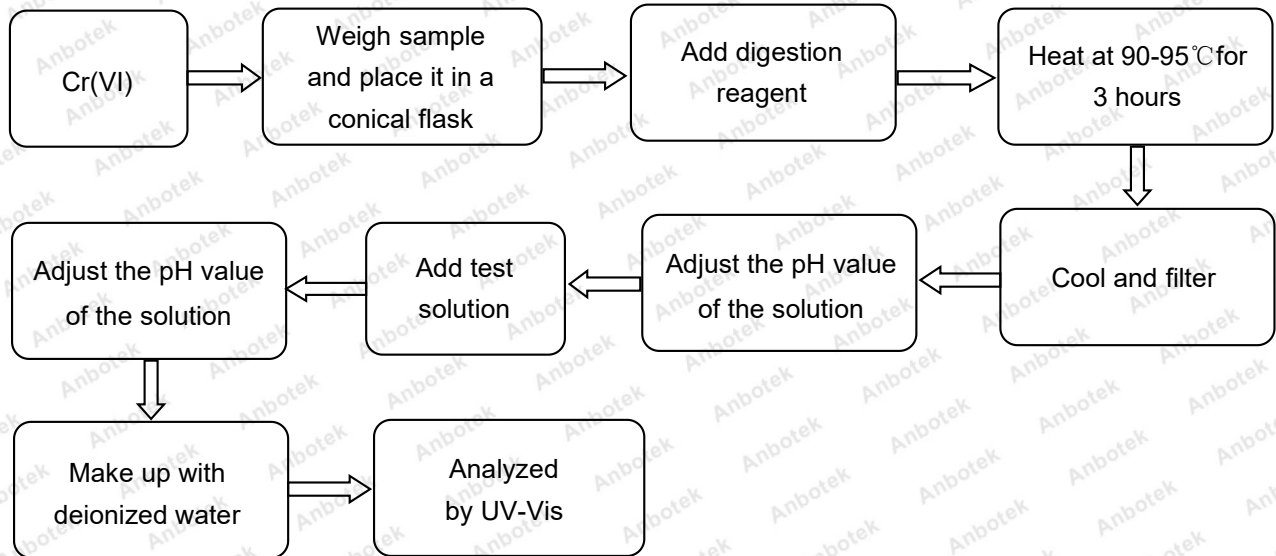 Cr(VI)
Weigh sample
and place it in a
conical flask
Add digestion
reagent
Heat at 90-95℃for
3 hours
Cool and filter
Adjust the pH value
of the solution
Add test
solution
Adjust the pH value
of the solution
Make up with
deionized water
Analyzed
by UV-Vis
Anbotek